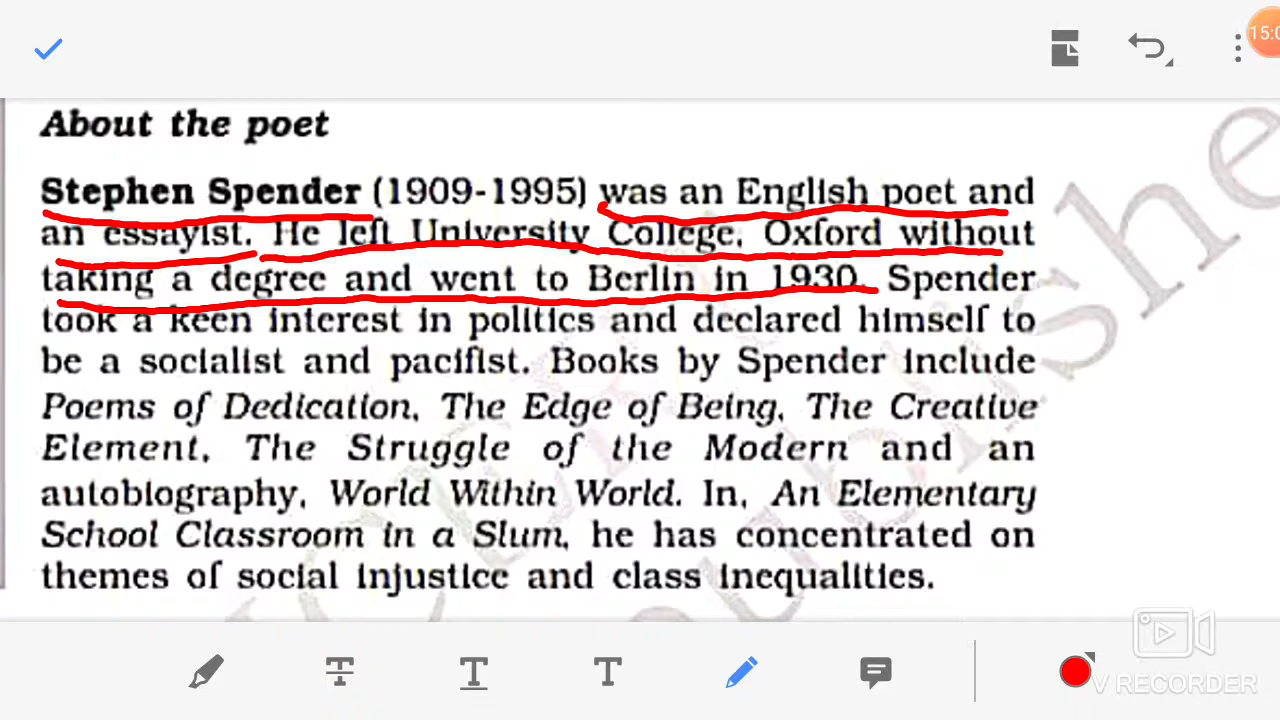 15:0
About the poet
Stephen Spender (1909-1995) was an English poet and
an essayist. He left University College, Oxford without
taking a degree and went to Berlin in 1930. Spender
took a keen interest in politics and declared himself to
be a socialist and pacifist. Books by Spender include
Poems of Dedication, The Edge of Being, The Creative
Element, The Struggle of the Modern and an
autobiography, World Within World. In, An Elementary
School Classroom in a Slum, he has concentrated on
themes of social injustice and class inequalities.
T T T
V RECORDER